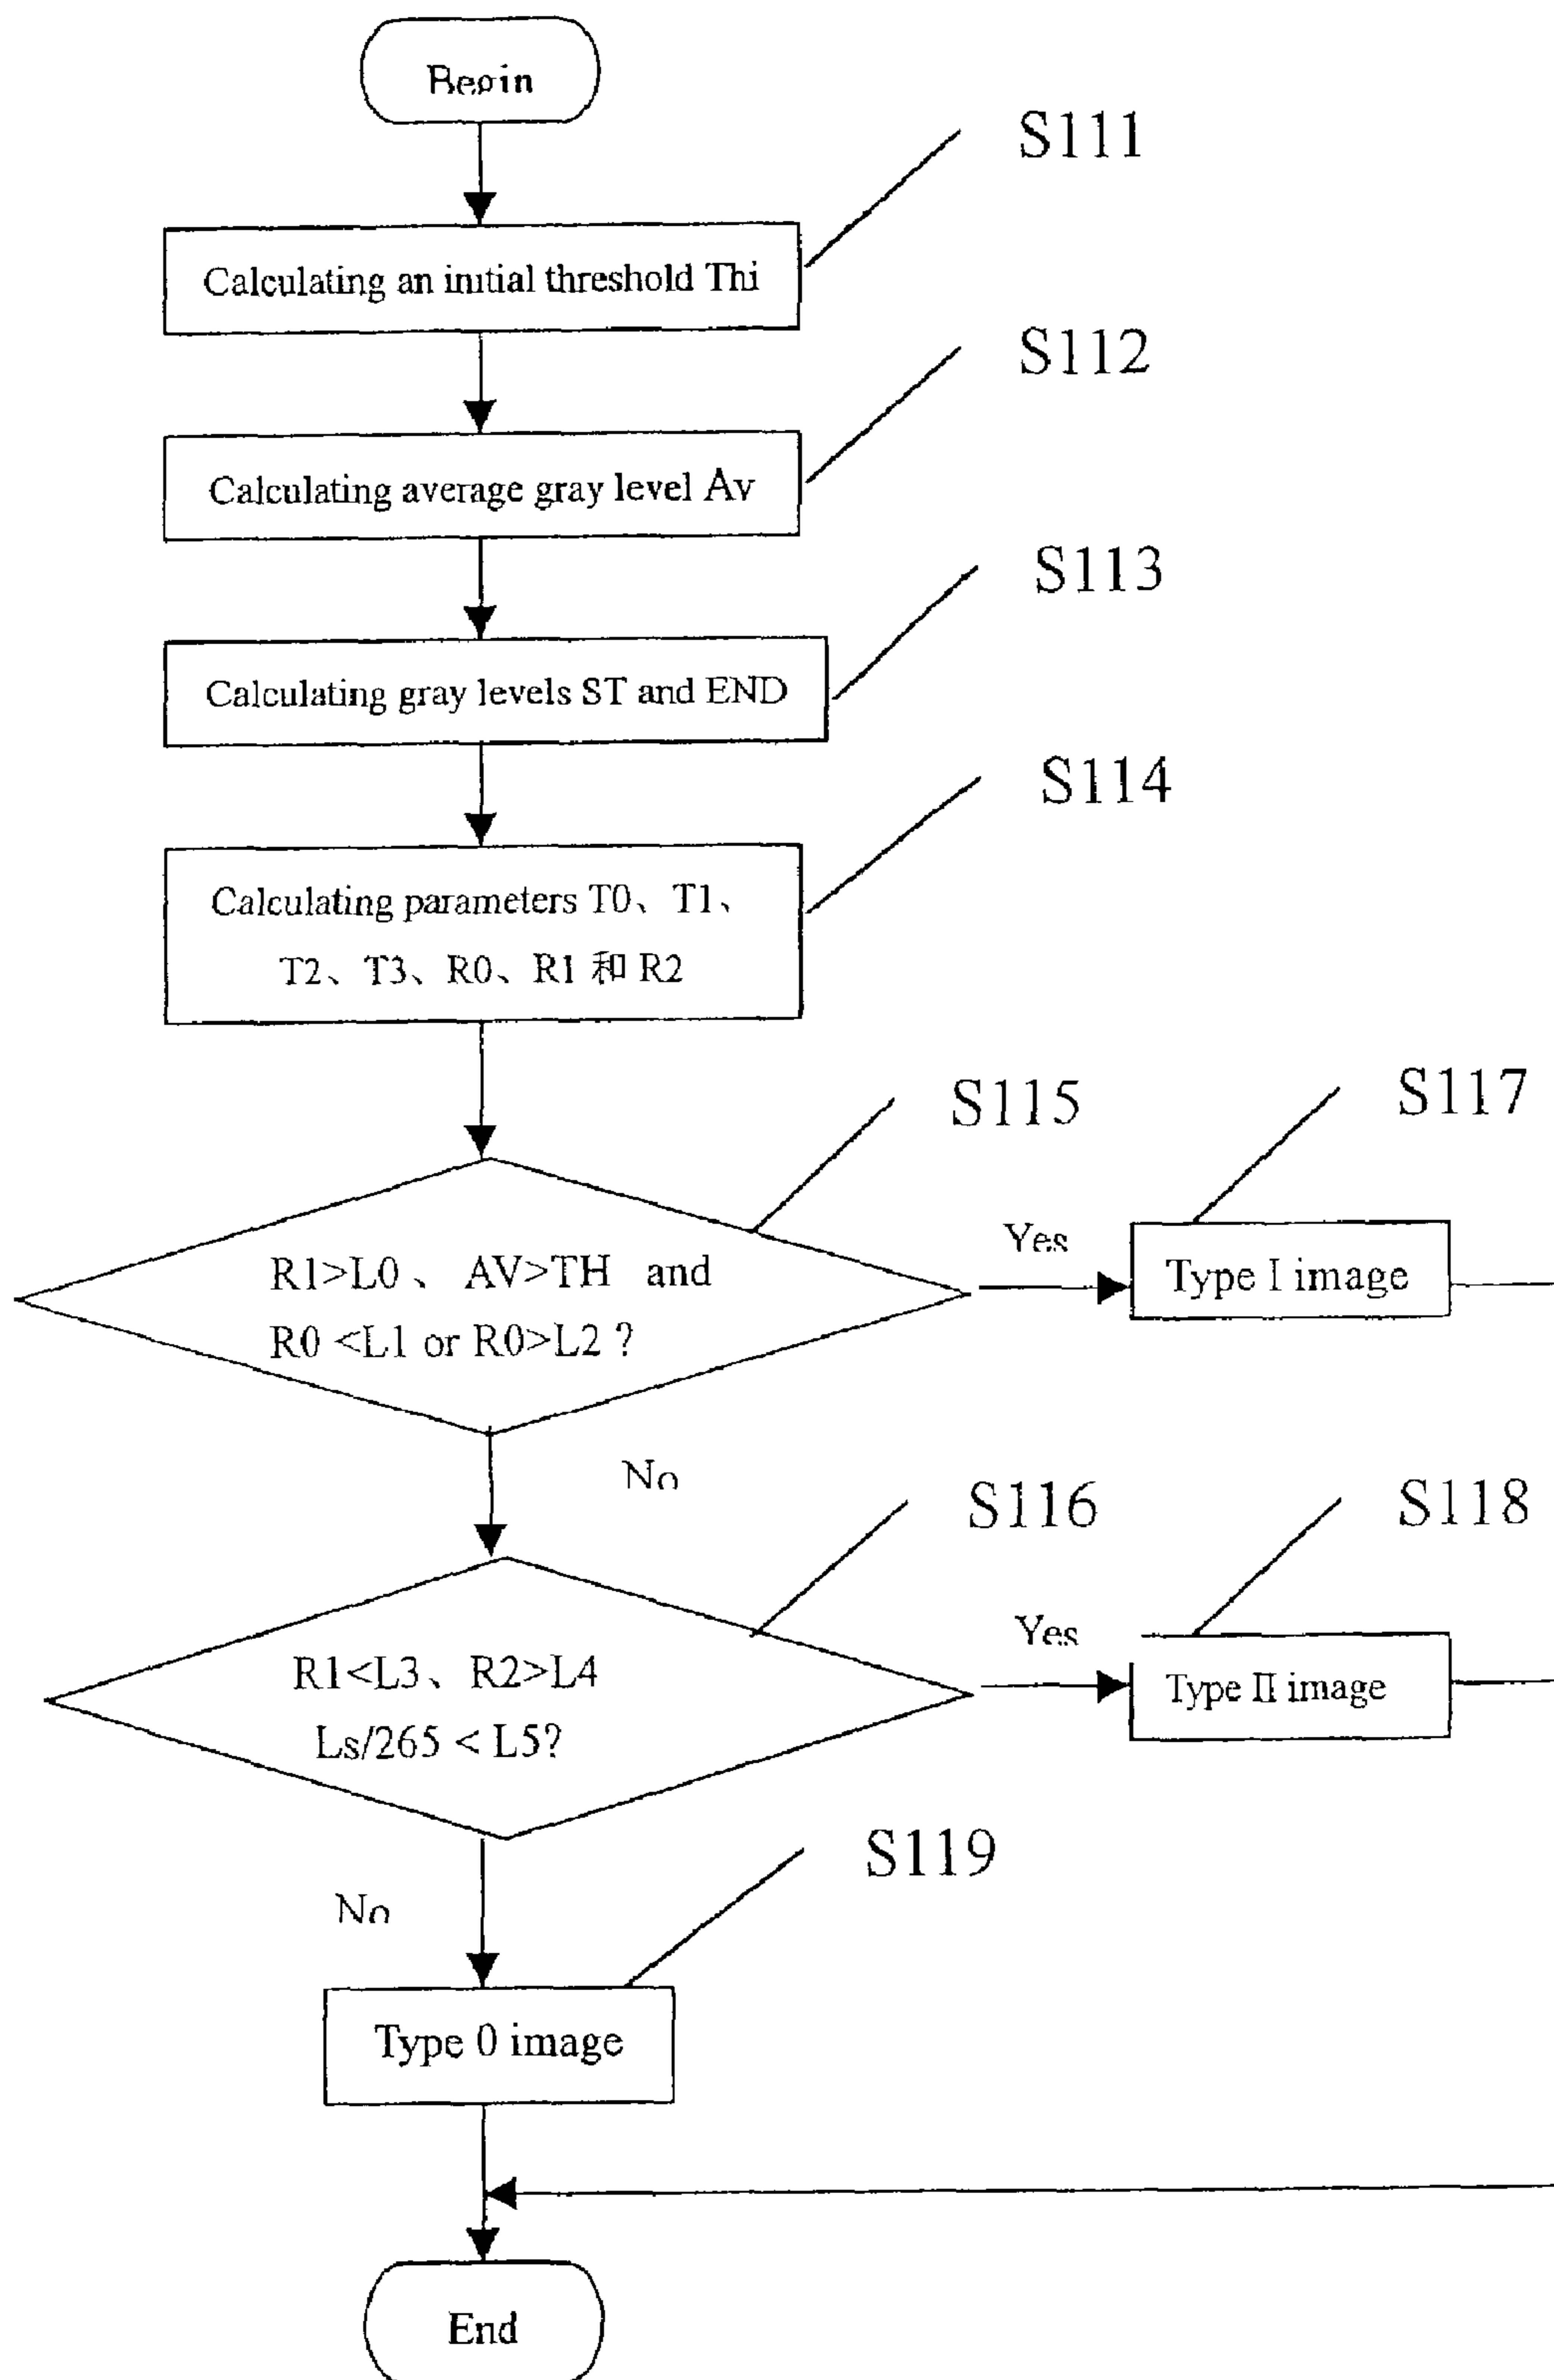 Begin
S111
Calculating an initial threshold Thi
S112
Calculating average gray level Av
S113
Calculating gray levels ST and END
S114
Calculating parameters T0、T1、
T2、T3、R0、R1 和 R2
S115
S117
R1>L0 、 AV>TH and
R0 <L1 or R0>L2 ?
Yes
Type I image
No
S116
S118
R1<L3、R2>L4
Ls/265 < L5?
Yes
Type II image
S119
No
Type 0 image
End